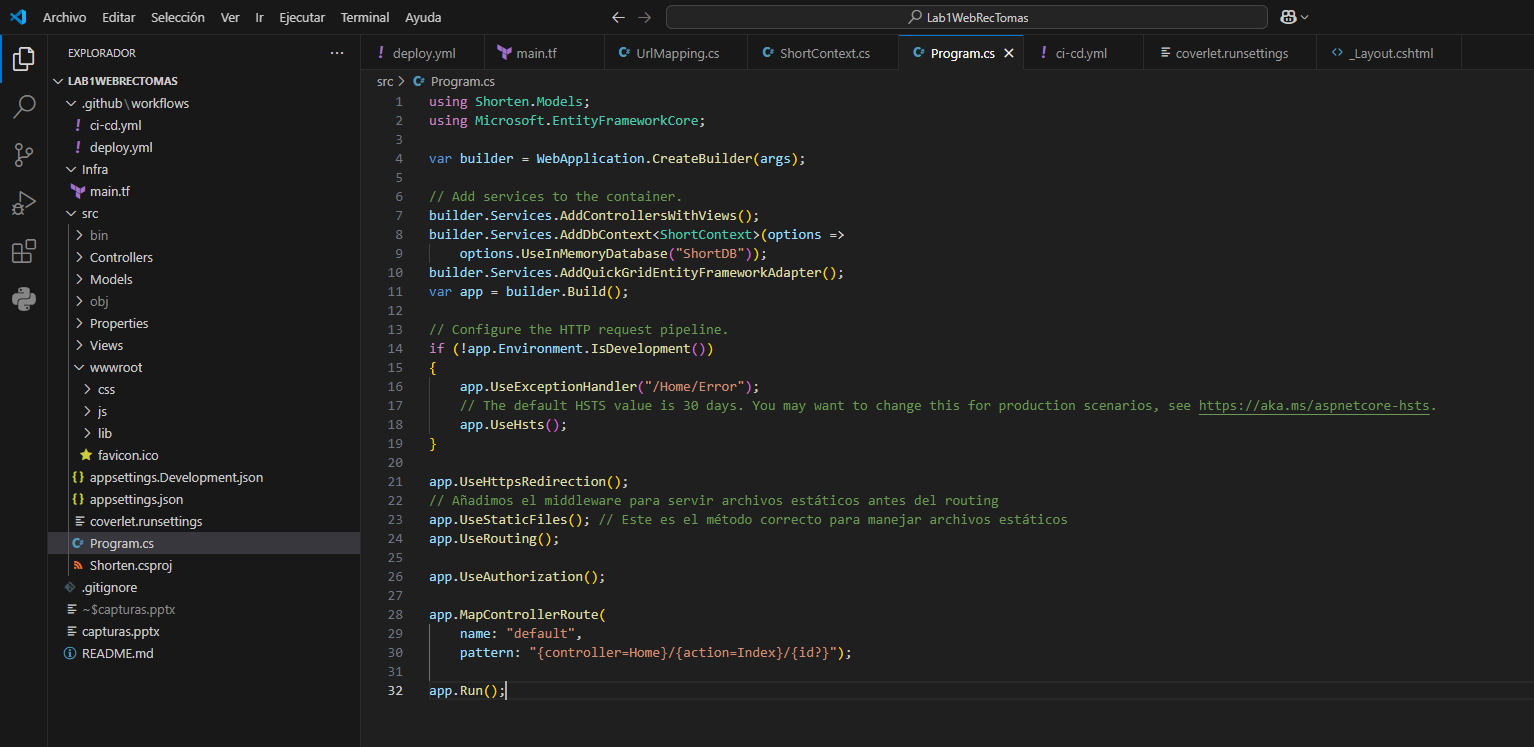 Archivo Editar Selección Ver Ir Ejecutar Terminal Ayuda
Lab1WebRecTomas
EXPLORADOR
LAB1WEBRECTOMAS
.github\workflows
ci-cd.yml
deploy.yml
Infra
main.tf
src
bin
Controllers
Models
obj
Properties
Views
wwwroot
css
js
lib
favicon.ico
appsettings.Development.json
appsettings.json
coverlet.runsettings
Program.cs
Shorten.csproj
.gitignore
~$capturas.pptx
capturas.pptx
README.md
deploy.yml main.tf UrlMapping.cs ShortContext.cs Program.cs ci-cd.yml coverlet.runsettings _Layout.cshtml
src > Program.cs
1 using Shorten.Models;
2 using Microsoft.EntityFrameworkCore;
3
4 var builder = WebApplication.CreateBuilder(args);
5
6 // Add services to the container.
7 builder.Services.AddControllersWithViews();
8 builder.Services.AddDbContext<ShortContext>(options =>
9     options.UseInMemoryDatabase("ShortDB"));
10 builder.Services.AddQuickGridEntityFrameworkAdapter();
11 var app = builder.Build();
12
13 // Configure the HTTP request pipeline.
14 if (!app.Environment.IsDevelopment())
15 {
16     app.UseExceptionHandler("/Home/Error");
17     // The default HSTS value is 30 days. You may want to change this for production scenarios, see https://aka.ms/aspnetcore-hsts.
18     app.UseHsts();
19 }
20
21 app.UseHttpsRedirection();
22 // Añadimos el middleware para servir archivos estáticos antes del routing
23 app.UseStaticFiles(); // Este es el método correcto para manejar archivos estáticos
24 app.UseRouting();
25
26 app.UseAuthorization();
27
28 app.MapControllerRoute(
29     name: "default",
30     pattern: "{controller=Home}/{action=Index}/{id?}");
31
32 app.Run();